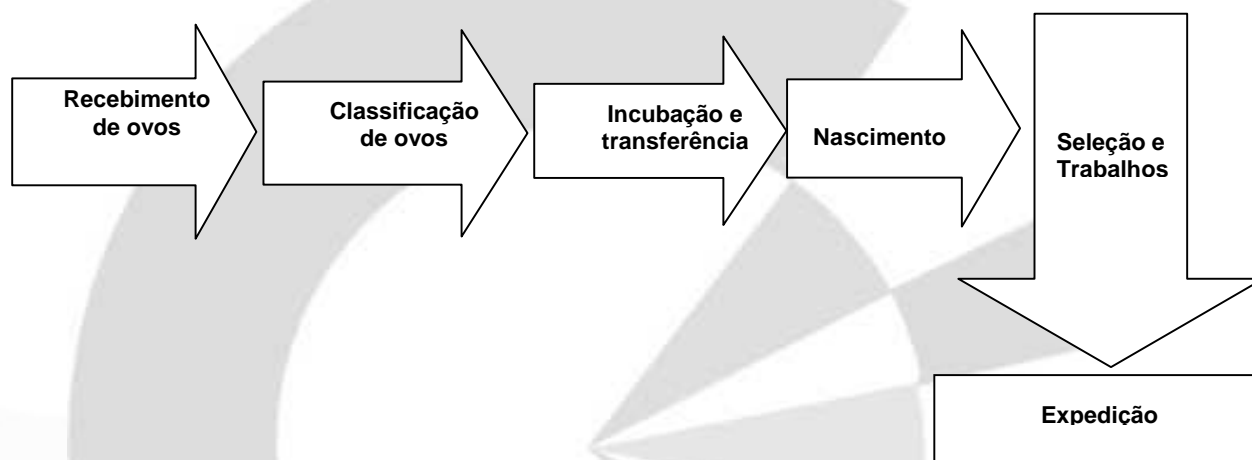 Recebimento
de ovos
Classificação
de ovos
Incubação e
transferência
Nascimento
Seleção e
Trabalhos
Expedição